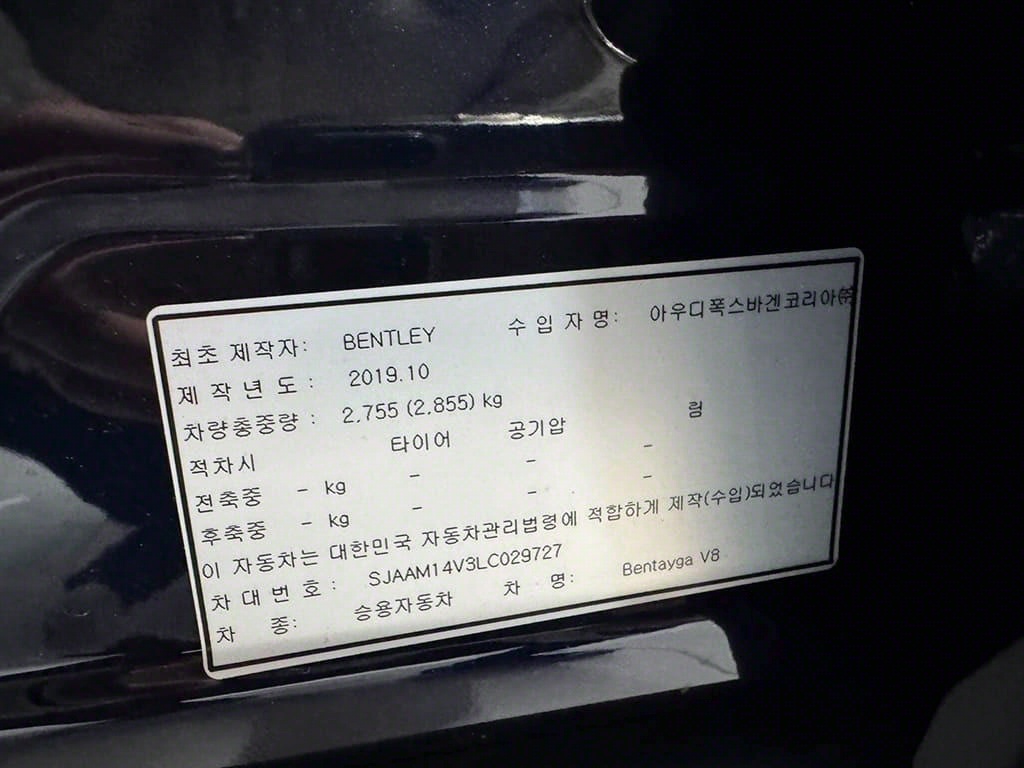 최초 제작자: BENTLEY 수 입 자 명: 아우디폭스바겐코리아㈜
제 작 년 도 : 2019.10
차량총중량 : 2,755 (2,855) kg
적차시 타이어 공기압 림
전축중 - kg - - -
후축중 - kg - - -
이 자동차는 대한민국 자동차관리법령에 적합하게 제작(수입)되었습니다
차 대 번 호 : SJAAM14V3LC029727
차 종: 승용자동차 차 명: Bentayga V8